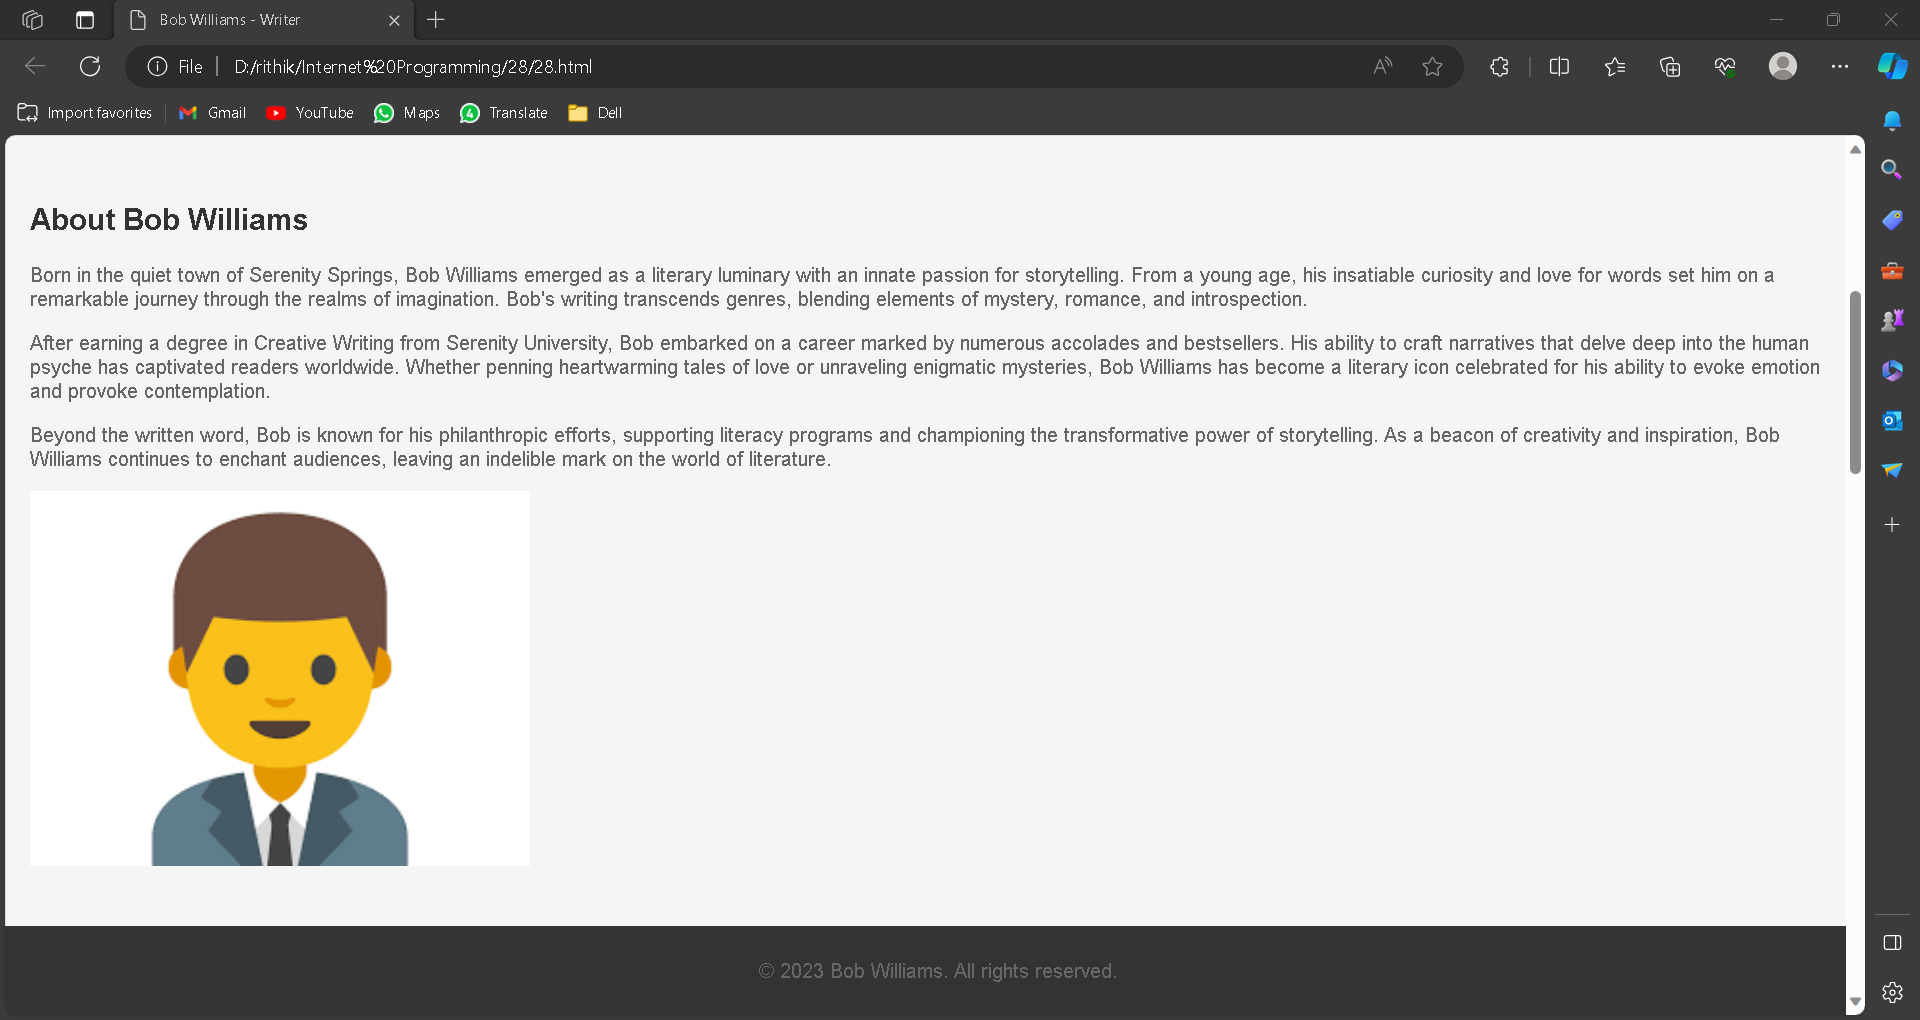 Bob Williams - Writer
File D:/rithik/Internet%20Programming/28/28.html
Import favorites Gmail YouTube Maps Translate Dell
About Bob Williams
Born in the quiet town of Serenity Springs, Bob Williams emerged as a literary luminary with an innate passion for storytelling. From a young age, his insatiable curiosity and love for words set him on a
remarkable journey through the realms of imagination. Bob's writing transcends genres, blending elements of mystery, romance, and introspection.
After earning a degree in Creative Writing from Serenity University, Bob embarked on a career marked by numerous accolades and bestsellers. His ability to craft narratives that delve deep into the human
psyche has captivated readers worldwide. Whether penning heartwarming tales of love or unraveling enigmatic mysteries, Bob Williams has become a literary icon celebrated for his ability to evoke emotion
and provoke contemplation.
Beyond the written word, Bob is known for his philanthropic efforts, supporting literacy programs and championing the transformative power of storytelling. As a beacon of creativity and inspiration, Bob
Williams continues to enchant audiences, leaving an indelible mark on the world of literature.
© 2023 Bob Williams. All rights reserved.